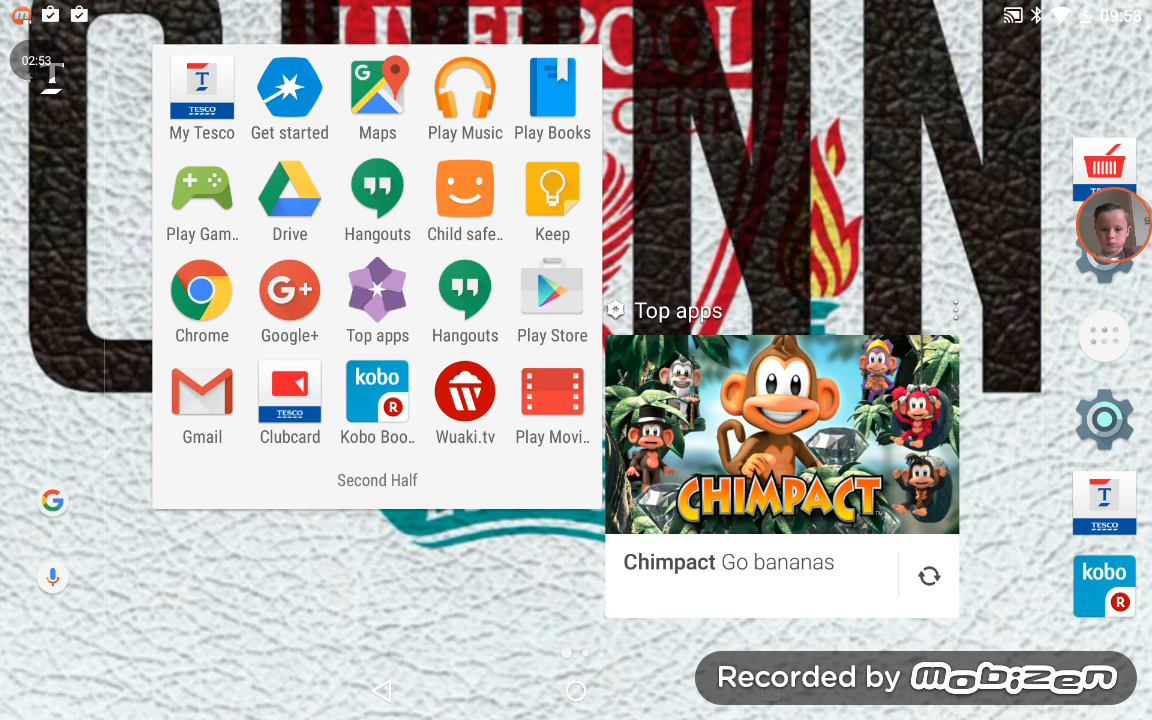 09:53
02:53
T
LIVERPOOL
CLUB
My Tesco
Get started
Maps
Play Music
Play Books
Play Gam..
Drive
Hangouts
Child safe..
Keep
Chrome
Google+
Top apps
Hangouts
Play Store
Gmail
Clubcard
Kobo Boo..
Wuaki.tv
Play Movi..
Second Half
T
TESCO
G
G+
TESCO
kobo
R
Top apps
CHIMPACT
Chimpact Go bananas
G
T
TESCO
kobo
R
Recorded by mobizen